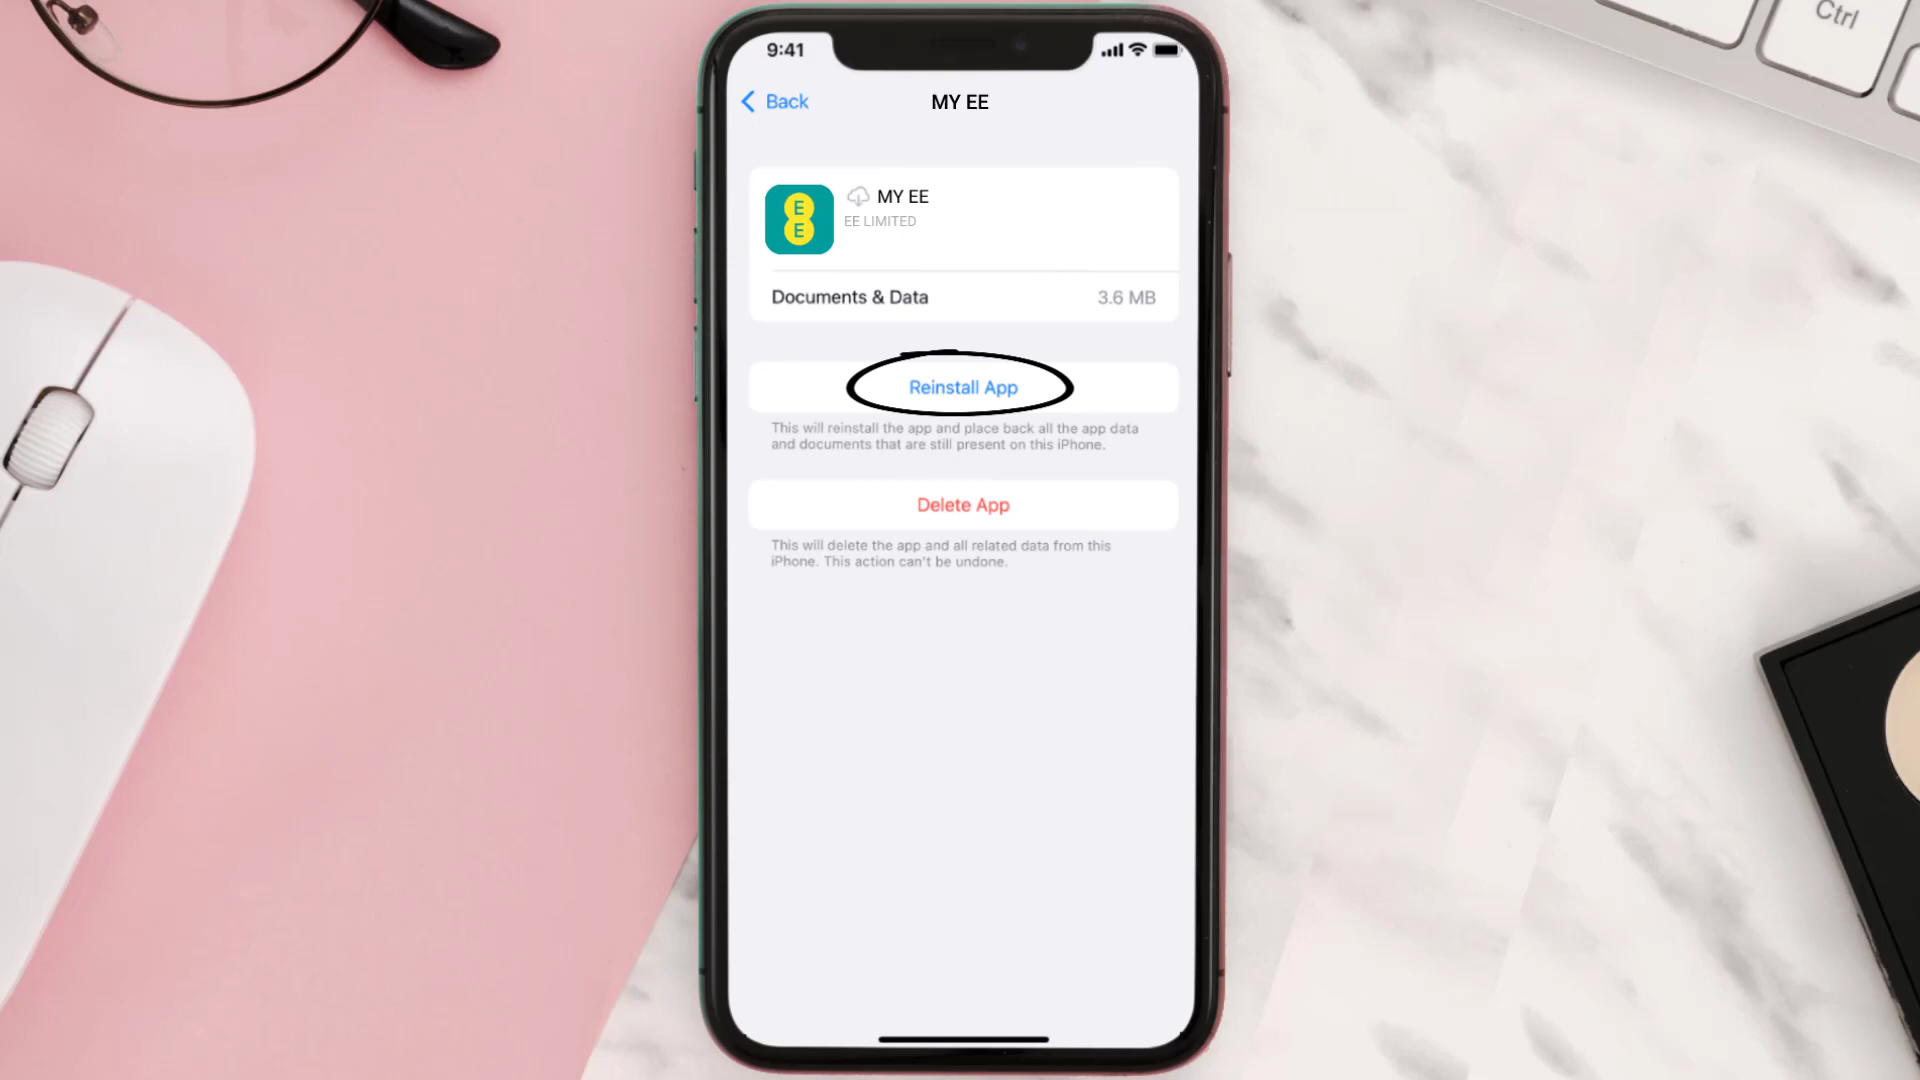 Ctrl
9:41
Back
MY EE
E
E
MY EE
EE LIMITED
Documents & Data 3.6 MB
Reinstall App
This will reinstall the app and place back all the app data
and documents that are still present on this iPhone.
Delete App
This will delete the app and all related data from this
iPhone. This action can't be undone.